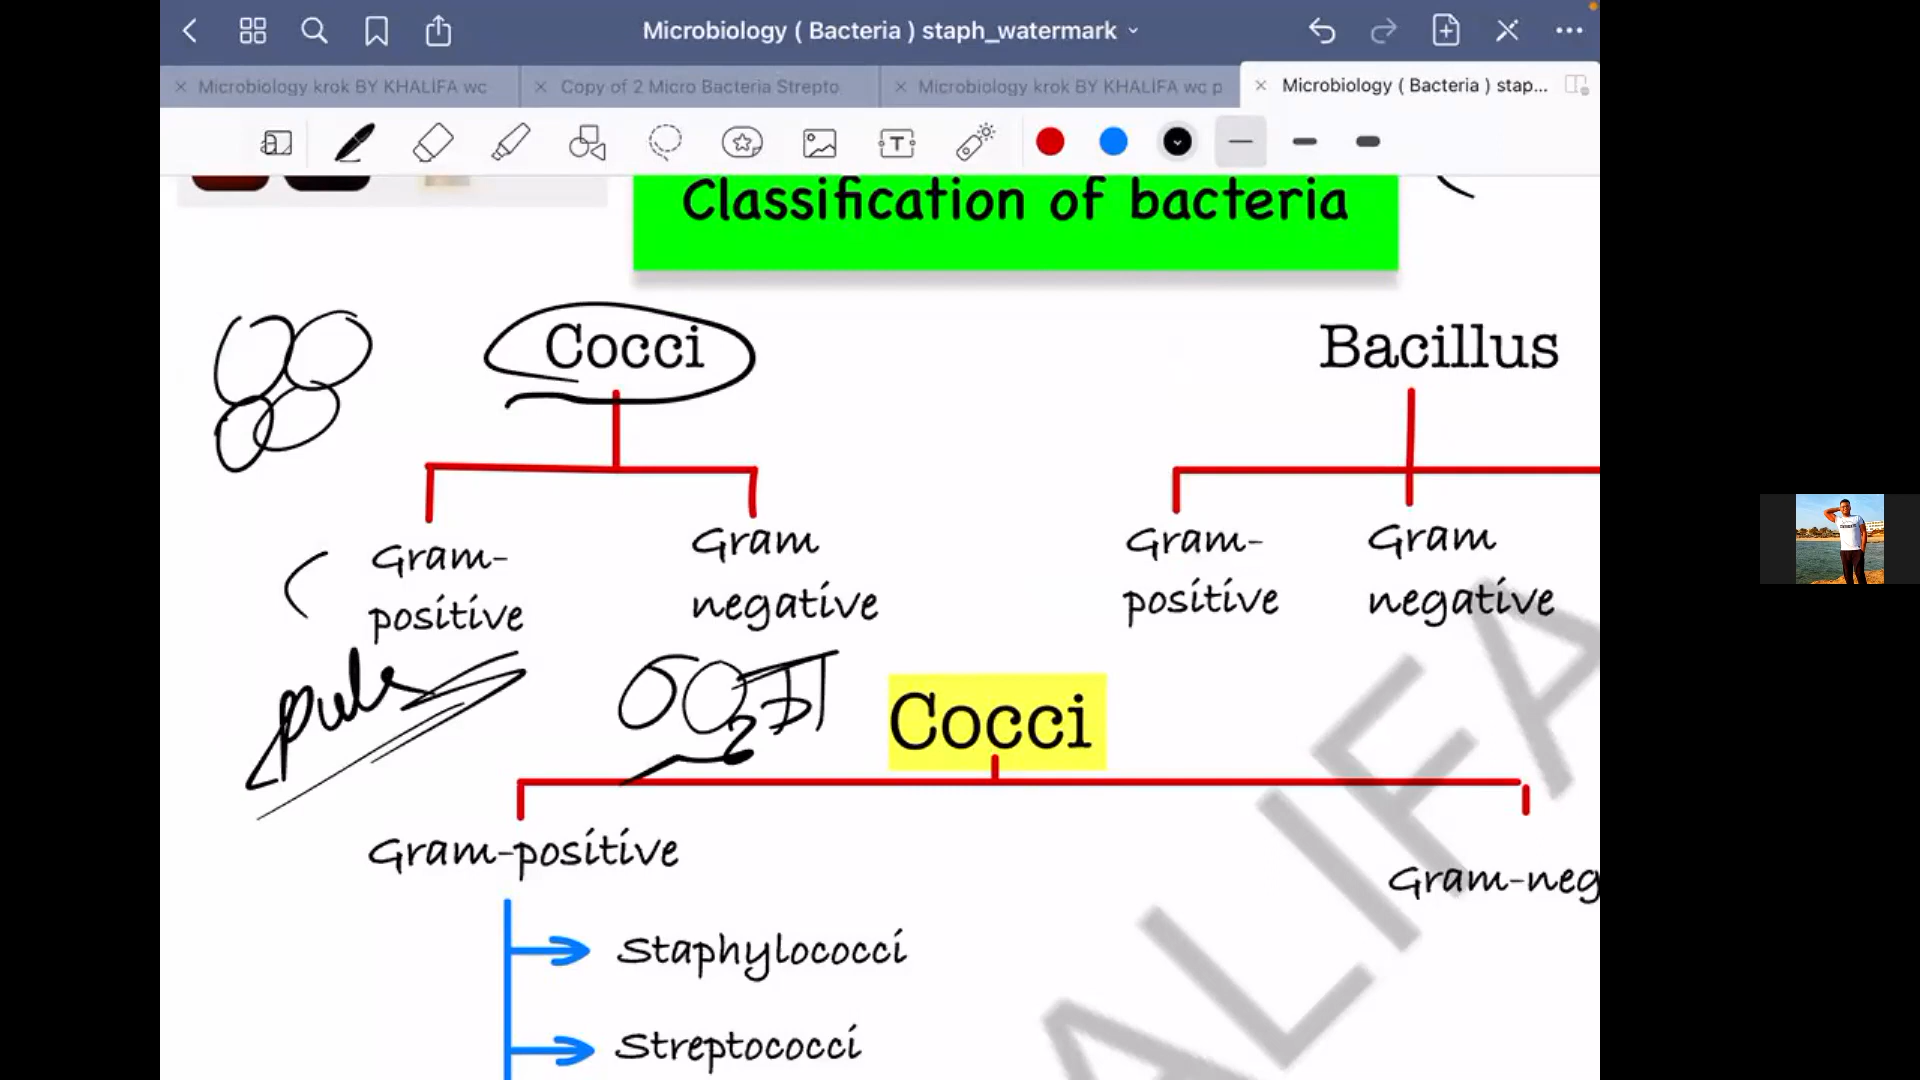 Microbiology ( Bacteria ) staph_watermark
Microbiology krok BY KHALIFA wc
Copy of 2 Micro Bacteria Strepto
Microbiology krok BY KHALIFA wc p
Microbiology ( Bacteria ) stap...
Classification of bacteria
Cocci
Bacillus
Gram-
positive
Gram
negative
Gram-
positive
Gram
negative
Cocci
Gram-positive
Gram-neg
Staphylococci
Streptococci
ALIFA